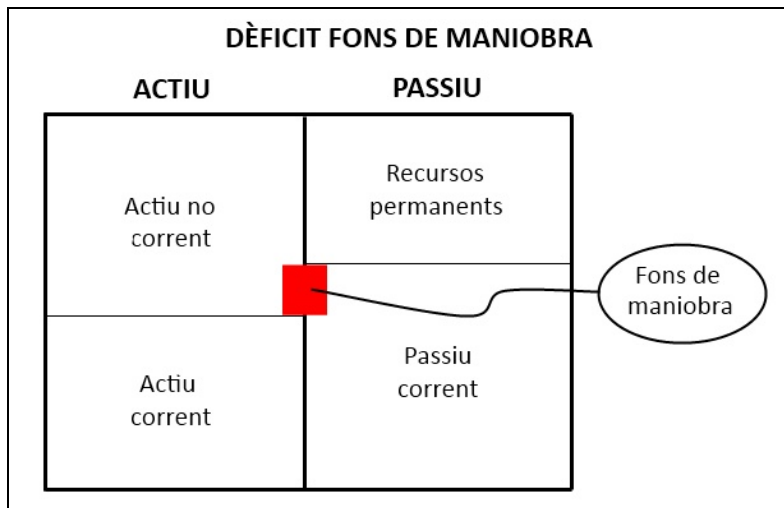 DÈFICIT FONS DE MANIOBRA
ACTIU
PASSIU
Actiu no
corrent
Recursos
permanents
Fons de
maniobra
Actiu
corrent
Passiu
corrent